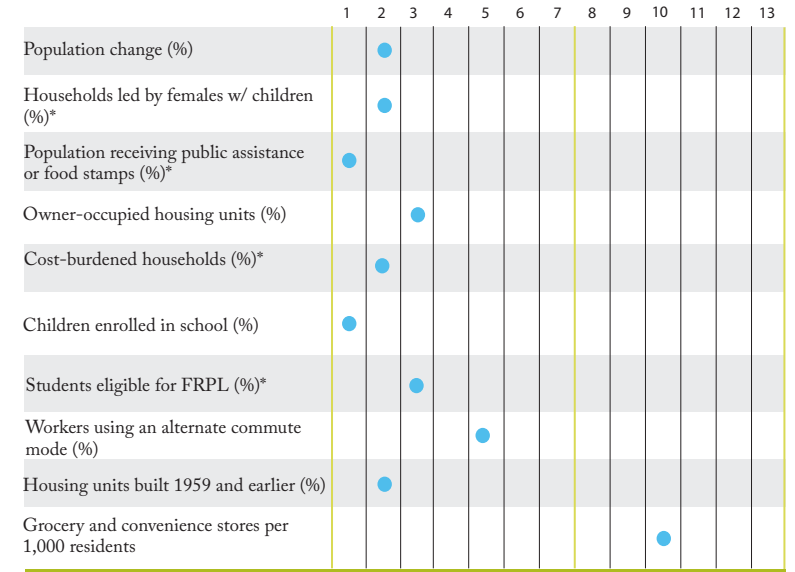 1 2 3 4 5 6 7 8 9 10 11 12 13
Population change (%)
Households led by females w/ children
(%)*
Population receiving public assistance
or food stamps (%)*
Owner-occupied housing units (%)
Cost-burdened households (%)*
Children enrolled in school (%)
Students eligible for FRPL (%)*
Workers using an alternate commute
mode (%)
Housing units built 1959 and earlier (%)
Grocery and convenience stores per
1,000 residents